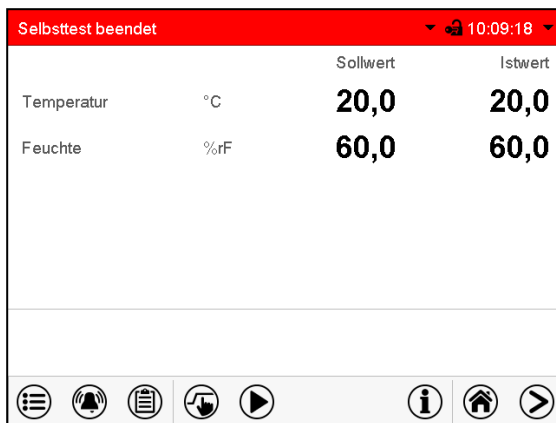 Selbsttest beendet 10:09:18
Sollwert Istwert
Temperatur °C 20,0 20,0
Feuchte %rF 60,0 60,0